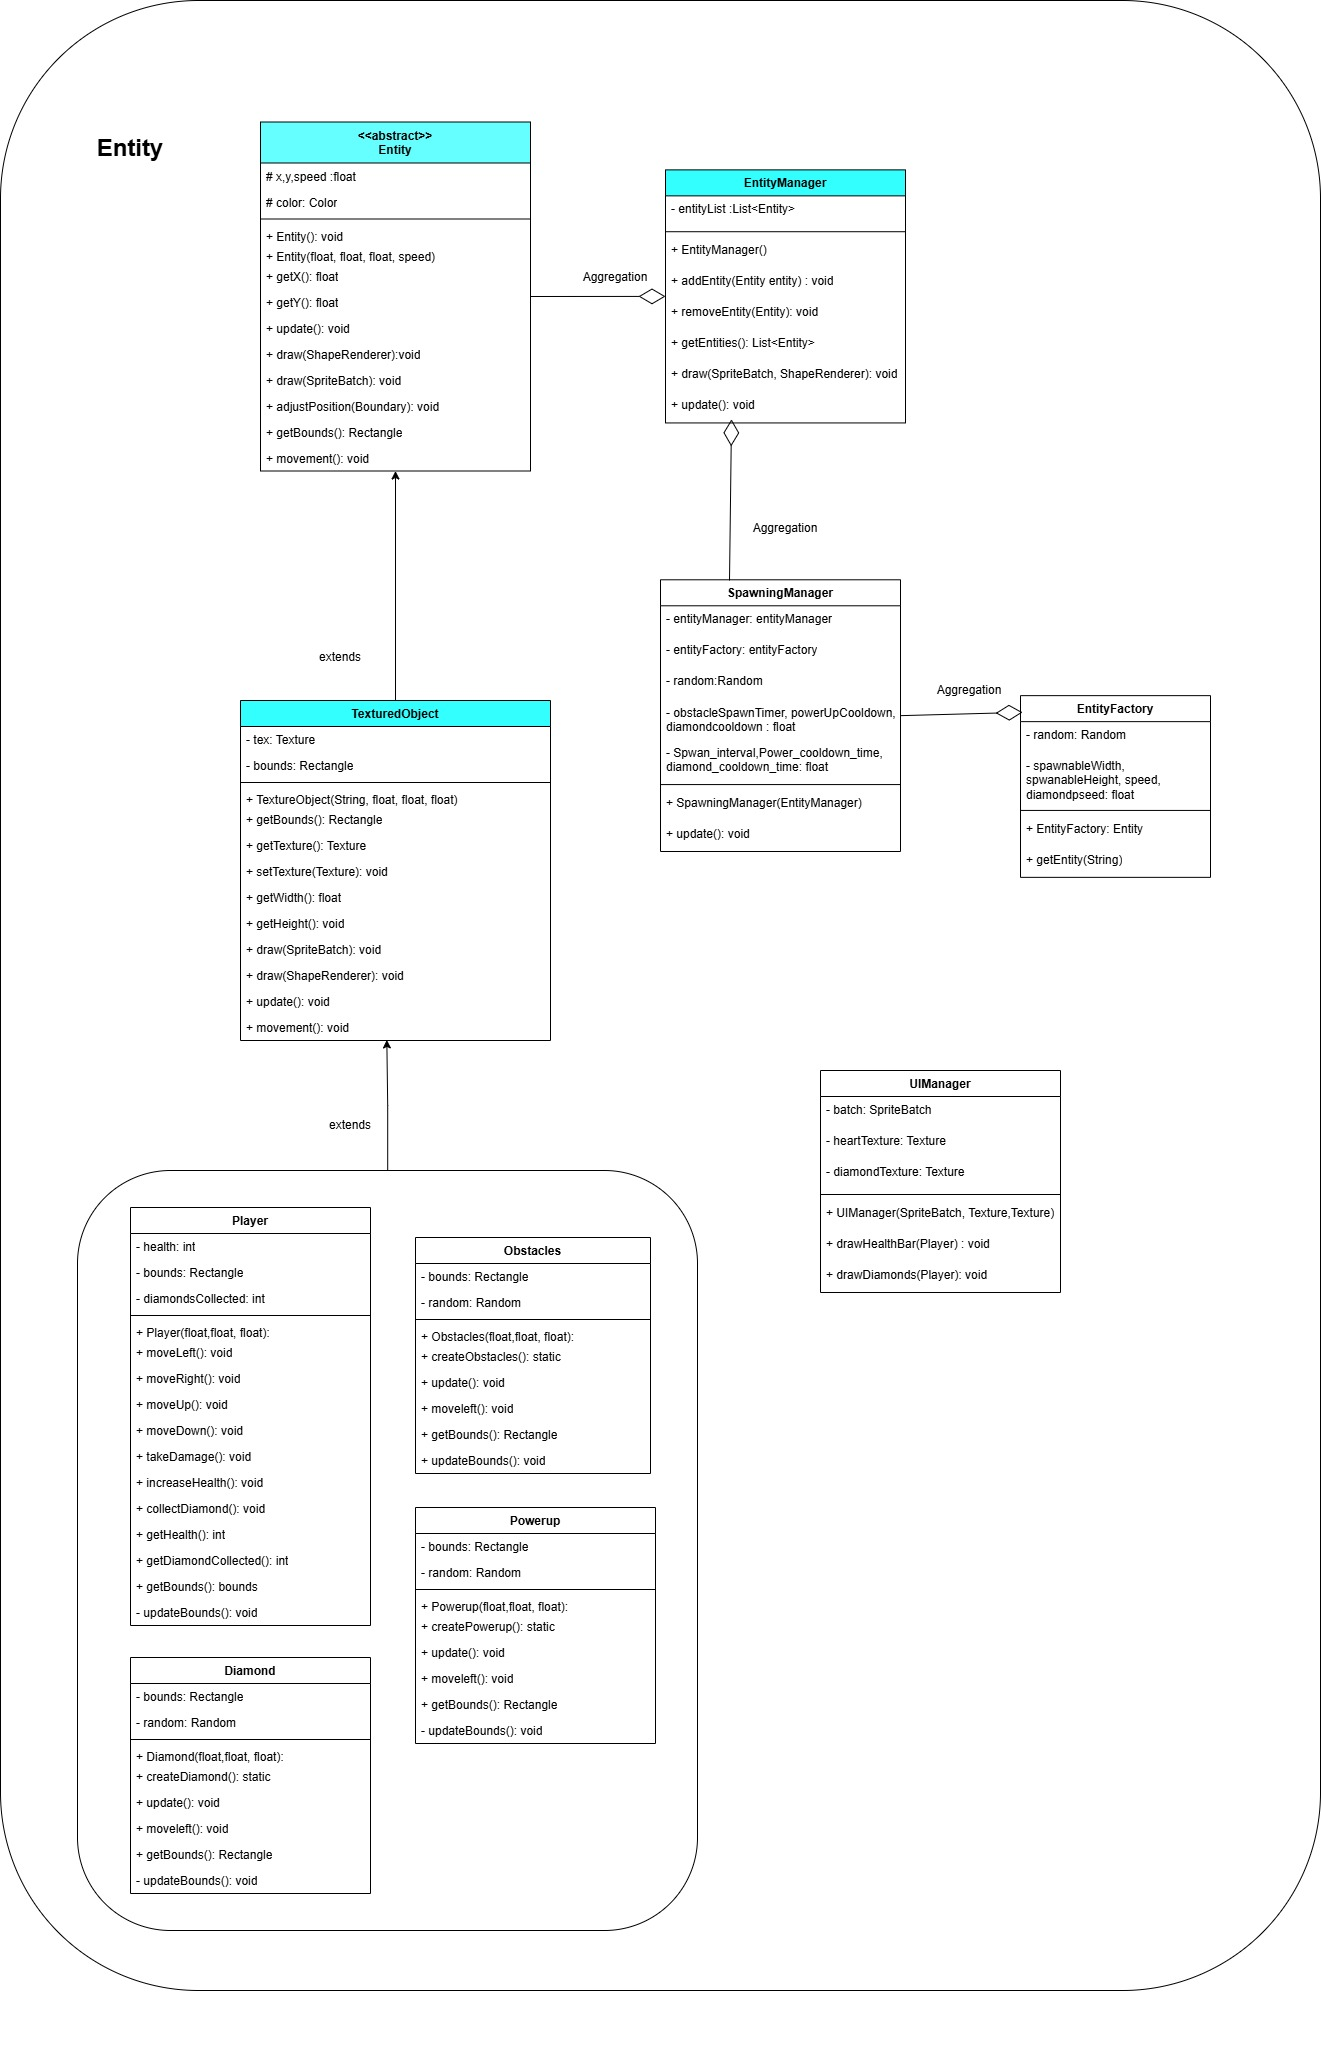 Entity
<<abstract>>
Entity
# x,y,speed :float
# color: Color
+ Entity(): void
+ Entity(float, float, float, speed)
+ getX(): float
+ getY(): float
+ update(): void
+ draw(ShapeRenderer):void
+ draw(SpriteBatch): void
+ adjustPosition(Boundary): void
+ getBounds(): Rectangle
+ movement(): void
Aggregation
EntityManager
- entityList :List<Entity>
+ EntityManager()
+ addEntity(Entity entity) : void
+ removeEntity(Entity): void
+ getEntities(): List<Entity>
+ draw(SpriteBatch, ShapeRenderer): void
+ update(): void
Aggregation
SpawningManager
- entityManager: entityManager
- entityFactory: entityFactory
- random:Random
- obstacleSpawnTimer, powerUpCooldown,
diamondcooldown : float
- Spwan_interval,Power_cooldown_time,
diamond_cooldown_time: float
+ SpawningManager(EntityManager)
+ update(): void
Aggregation
EntityFactory
- random: Random
- spawnableWidth,
spwanableHeight, speed,
diamondpseed: float
+ EntityFactory: Entity
+ getEntity(String)
extends
TexturedObject
- tex: Texture
- bounds: Rectangle
+ TextureObject(String, float, float, float)
+ getBounds(): Rectangle
+ getTexture(): Texture
+ setTexture(Texture): void
+ getWidth(): float
+ getHeight(): void
+ draw(SpriteBatch): void
+ draw(ShapeRenderer): void
+ update(): void
+ movement(): void
extends
UIManager
- batch: SpriteBatch
- heartTexture: Texture
- diamondTexture: Texture
+ UIManager(SpriteBatch, Texture,Texture)
+ drawHealthBar(Player) : void
+ drawDiamonds(Player): void
Player
- health: int
- bounds: Rectangle
- diamondsCollected: int
+ Player(float,float, float):
+ moveLeft(): void
+ moveRight(): void
+ moveUp(): void
+ moveDown(): void
+ takeDamage(): void
+ increaseHealth(): void
+ collectDiamond(): void
+ getHealth(): int
+ getDiamondCollected(): int
+ getBounds(): bounds
- updateBounds(): void
Obstacles
- bounds: Rectangle
- random: Random
+ Obstacles(float,float, float):
+ createObstacles(): static
+ update(): void
+ moveleft(): void
+ getBounds(): Rectangle
+ updateBounds(): void
Powerup
- bounds: Rectangle
- random: Random
+ Powerup(float,float, float):
+ createPowerup(): static
+ update(): void
+ moveleft(): void
+ getBounds(): Rectangle
- updateBounds(): void
Diamond
- bounds: Rectangle
- random: Random
+ Diamond(float,float, float):
+ createDiamond(): static
+ update(): void
+ moveleft(): void
+ getBounds(): Rectangle
- updateBounds(): void